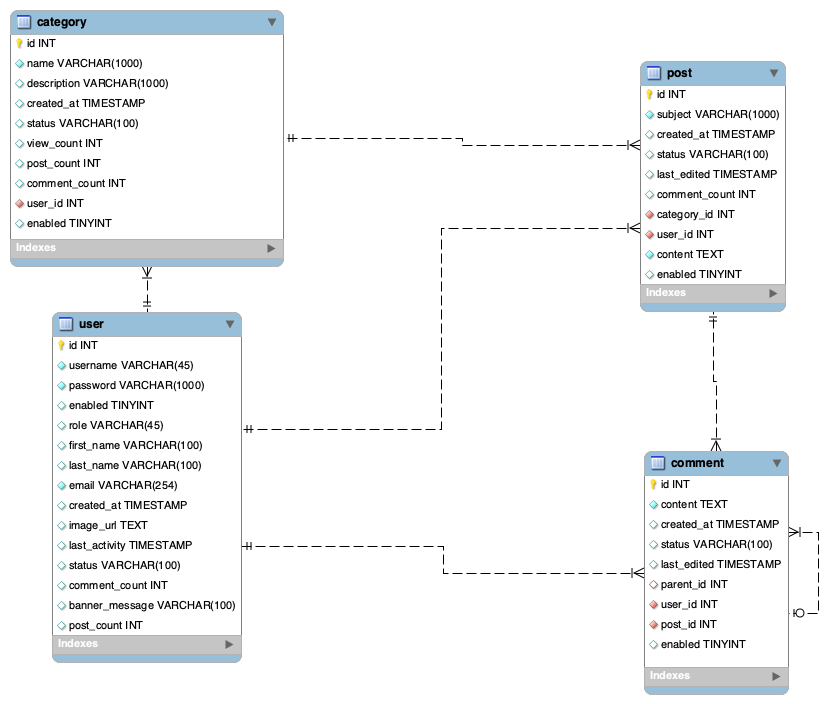 category
id INT
name VARCHAR(1000)
description VARCHAR(1000)
created_at TIMESTAMP
status VARCHAR(100)
view_count INT
post_count INT
comment_count INT
user_id INT
enabled TINYINT
Indexes
post
id INT
subject VARCHAR(1000)
created_at TIMESTAMP
status VARCHAR(100)
last_edited TIMESTAMP
comment_count INT
category_id INT
user_id INT
content TEXT
enabled TINYINT
Indexes
user
id INT
username VARCHAR(45)
password VARCHAR(1000)
enabled TINYINT
role VARCHAR(45)
first_name VARCHAR(100)
last_name VARCHAR(100)
email VARCHAR(254)
created_at TIMESTAMP
image_url TEXT
last_activity TIMESTAMP
status VARCHAR(100)
comment_count INT
banner_message VARCHAR(100)
post_count INT
Indexes
comment
id INT
content TEXT
created_at TIMESTAMP
status VARCHAR(100)
last_edited TIMESTAMP
parent_id INT
user_id INT
post_id INT
enabled TINYINT
Indexes